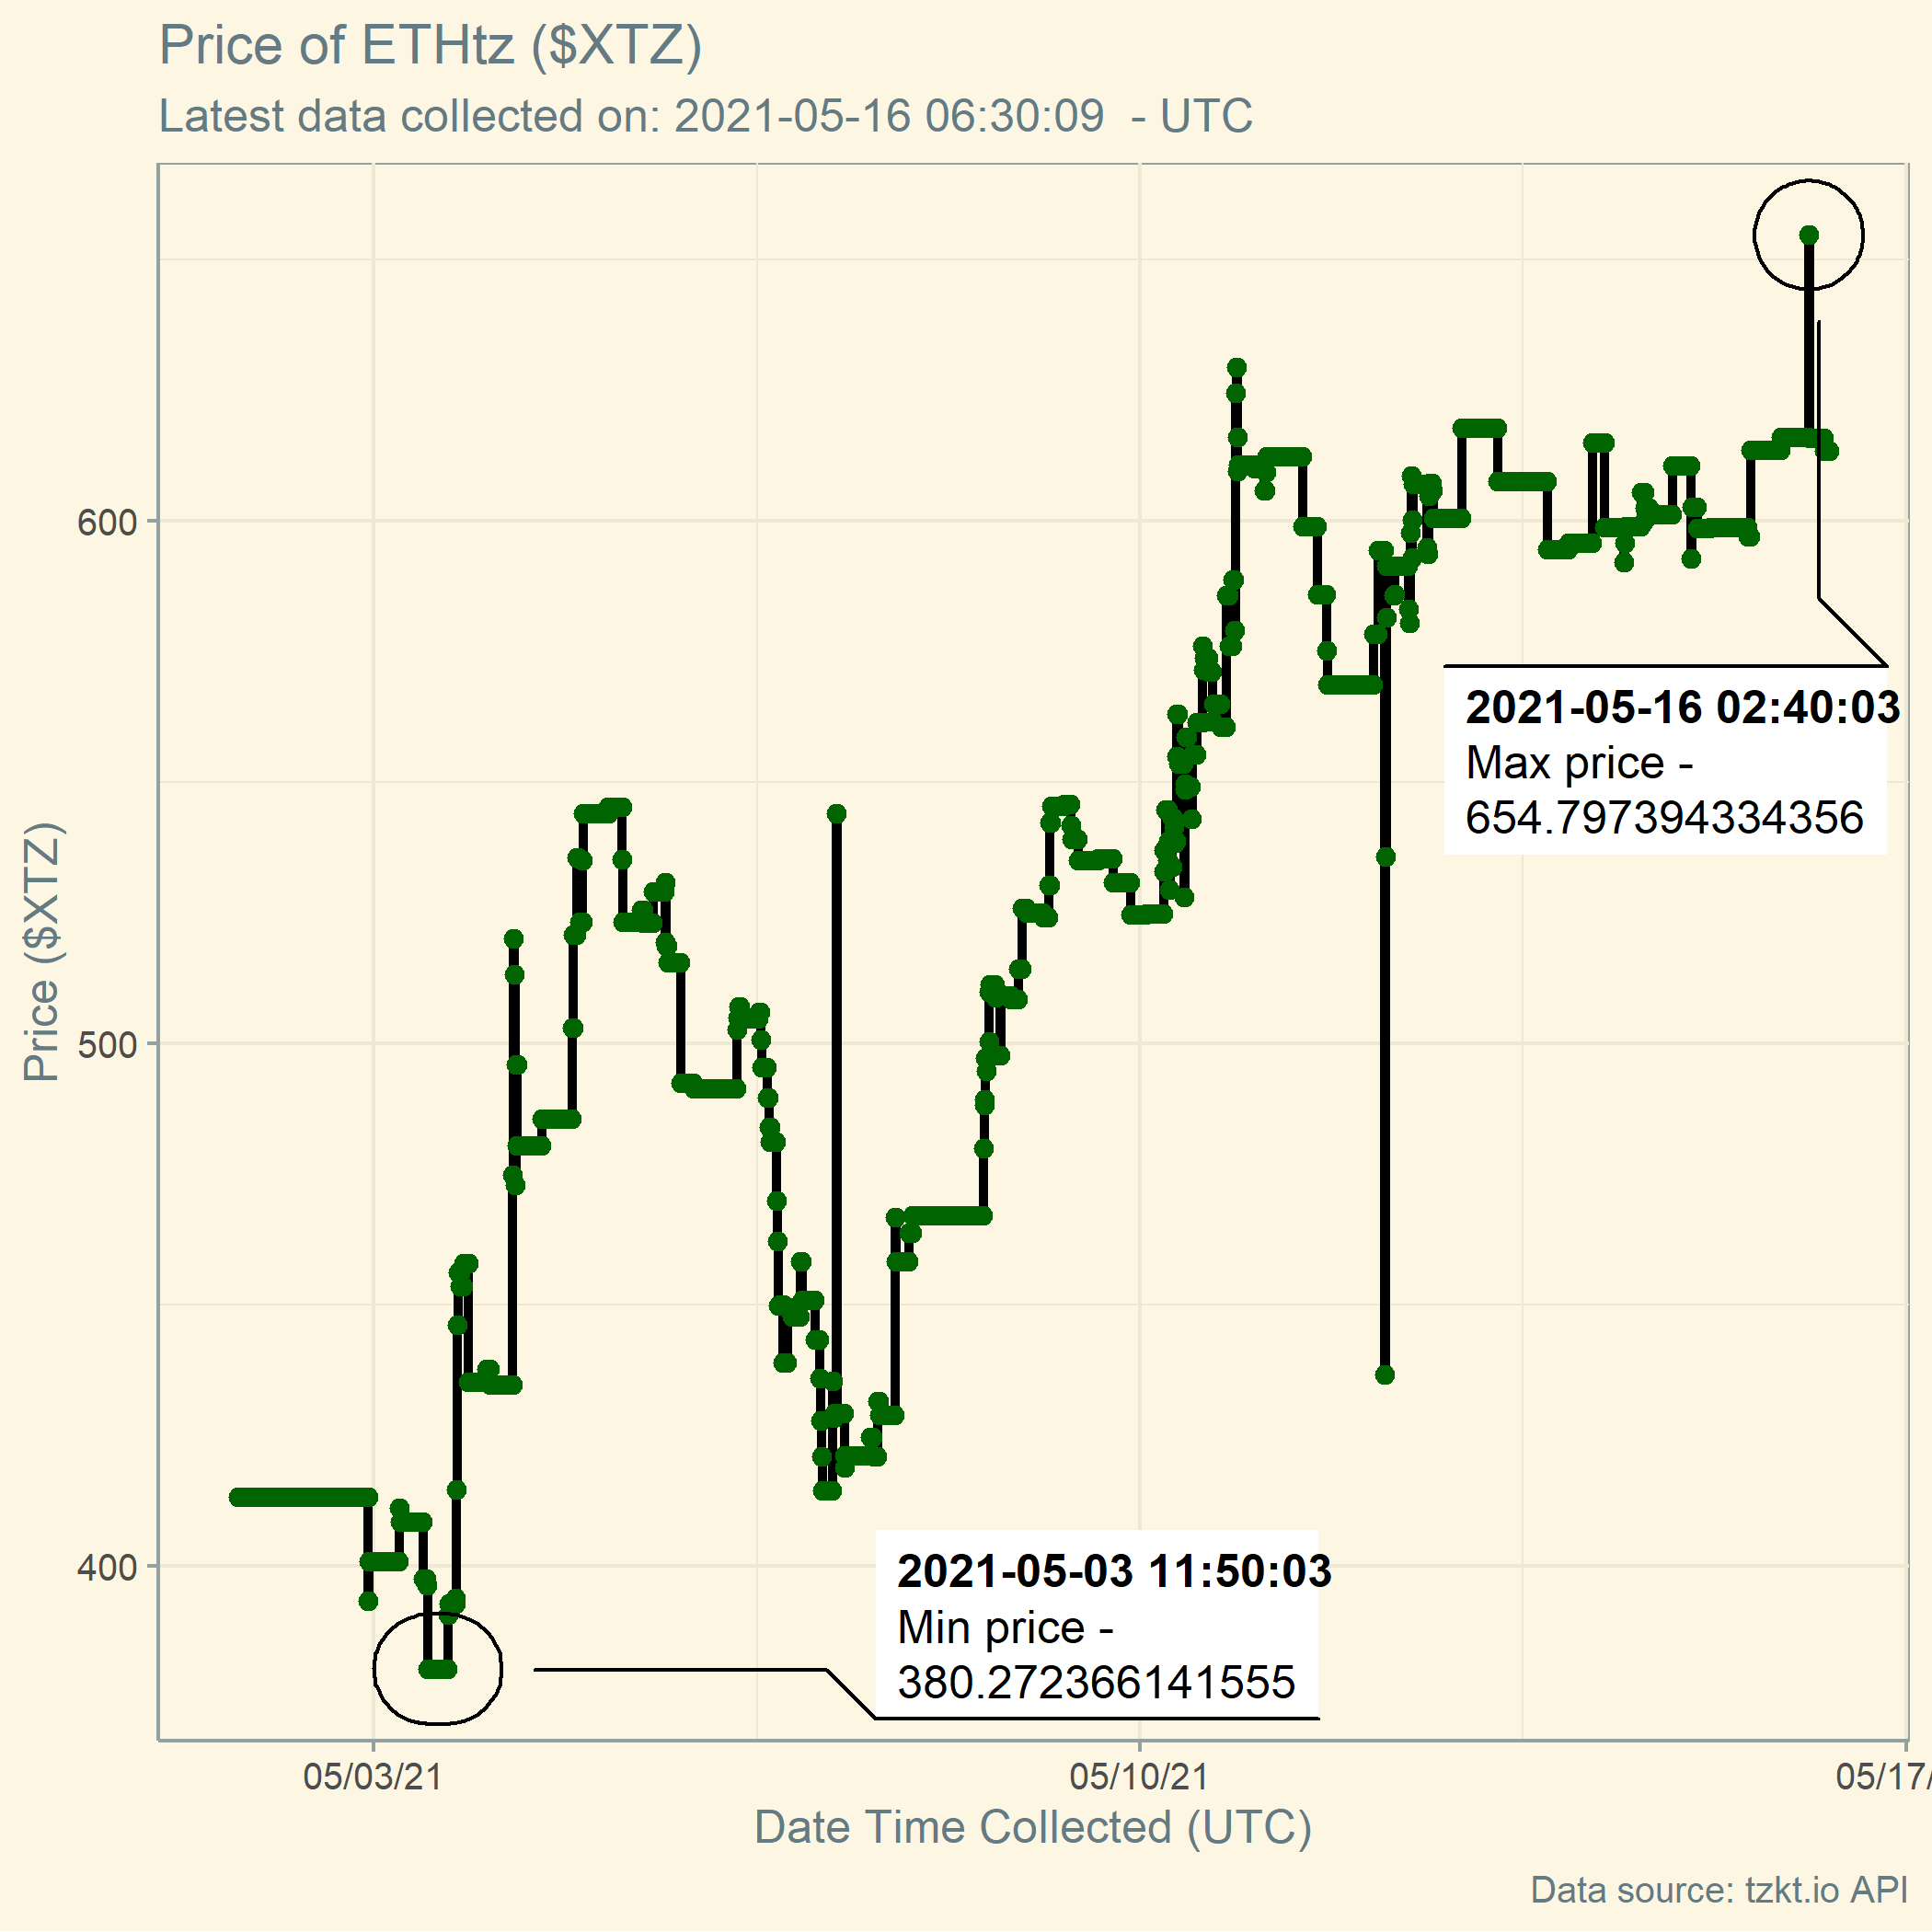 Price of ETHtz ($XTZ)
Latest data collected on: 2021-05-16 06:30:09  - UTC
Price ($XTZ)
600
500
400
2021-05-16 02:40:03
Max price -
654.797394334356
2021-05-03 11:50:03
Min price -
380.272366141555
05/03/21
05/10/21
05/17/
Date Time Collected (UTC)
Data source: tzkt.io API